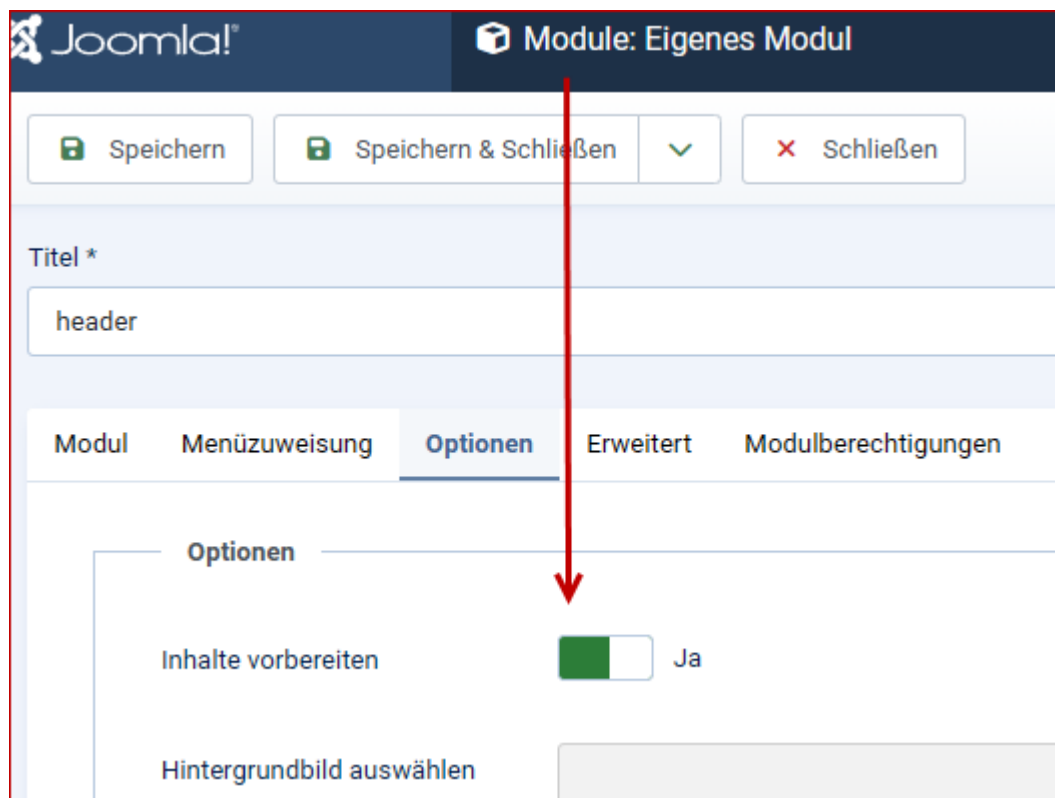 Joomla!®
Module: Eigenes Modul
Speichern
Speichern & Schließen
Schließen
Titel *
header
Modul
Menüzuweisung
Optionen
Erweitert
Modulberechtigungen
Optionen
Inhalte vorbereiten
Ja
Hintergrundbild auswählen